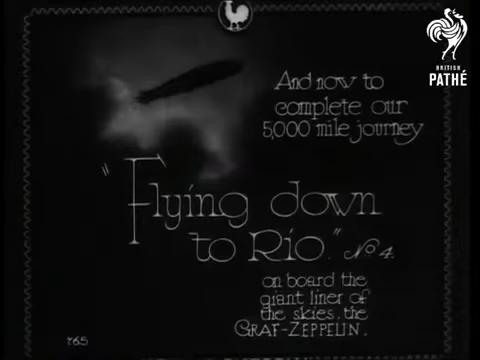 And now to
complete our
5,000 mile journey
"Flying down
to Rio." No 4.
on board the
giant liner of
the skies, the
GRAF-ZEPPELIN.
765
BRITISH
PATHÉ